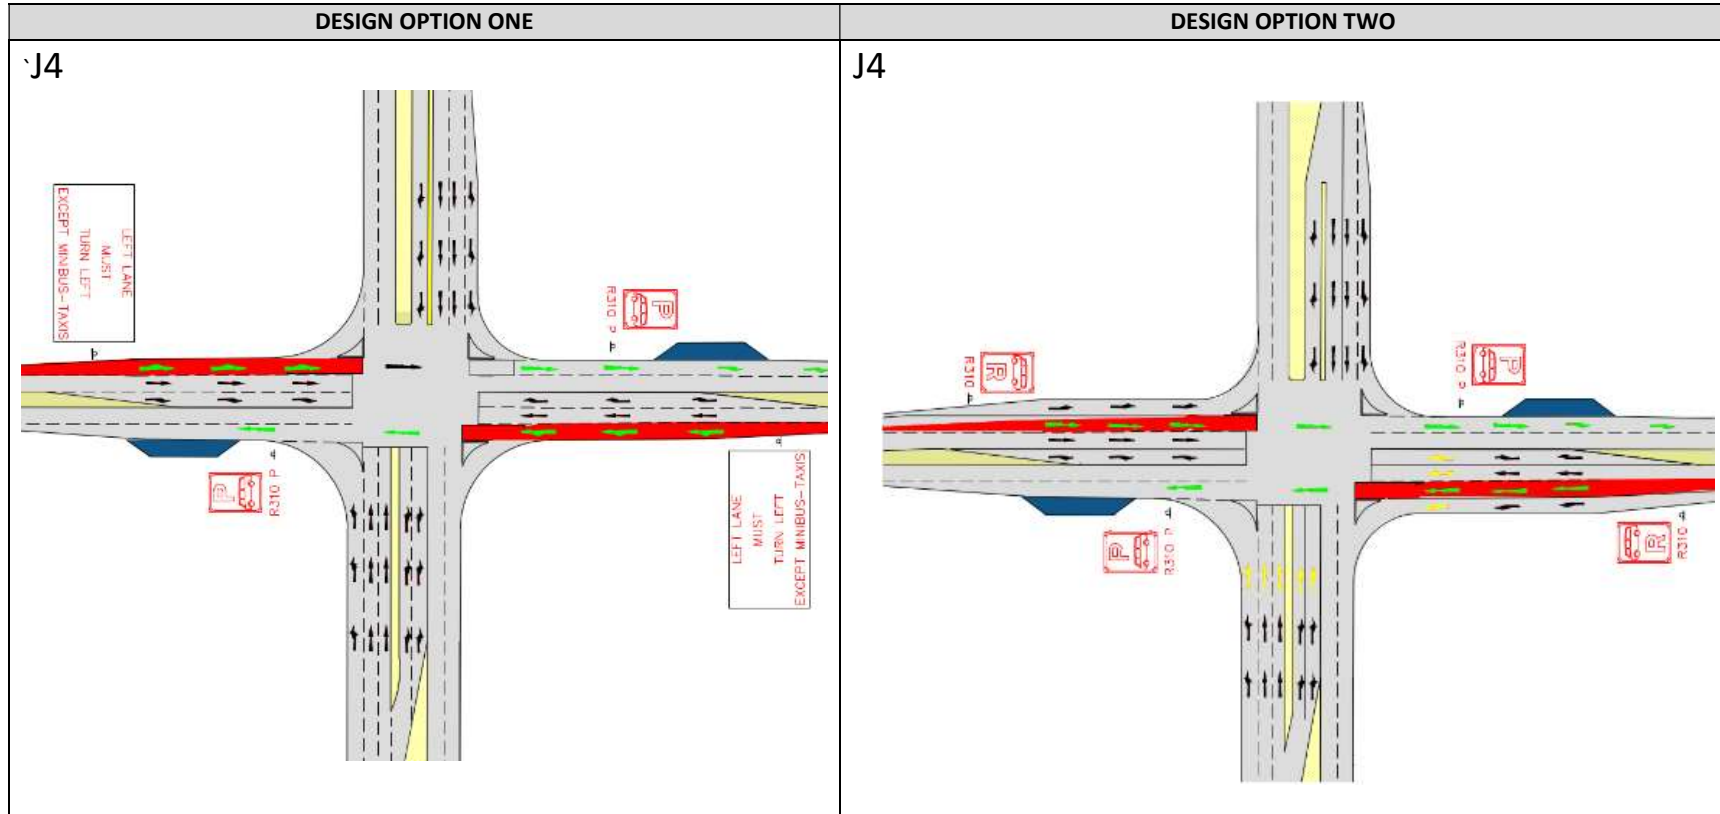 DESIGN OPTION ONE
DESIGN OPTION TWO
`J4
LEFT LANE
MUST
TURN LEFT
EXCEPT MINIBUS-TAXIS
P
R310 P
P
R310 P
LEFT LANE
MUST
TURN LEFT
EXCEPT MINIBUS-TAXIS
J4
R
R310
P
R310 P
P
R310 P
R
R310